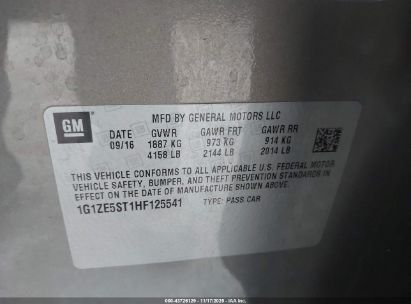 GM
MFD BY GENERAL MOTORS LLC
DATE GVWR GAWR FRT GAWR RR
09/16 1887 KG 973 KG 914 KG
4158 LB 2144 LB 2014 LB
THIS VEHICLE CONFORMS TO ALL APPLICABLE U.S. FEDERAL MOTOR
VEHICLE SAFETY, BUMPER, AND THEFT PREVENTION STANDARDS IN
EFFECT ON THE DATE OF MANUFACTURE SHOWN ABOVE.
1G1ZE5ST1HF125541 TYPE: PASS CAR